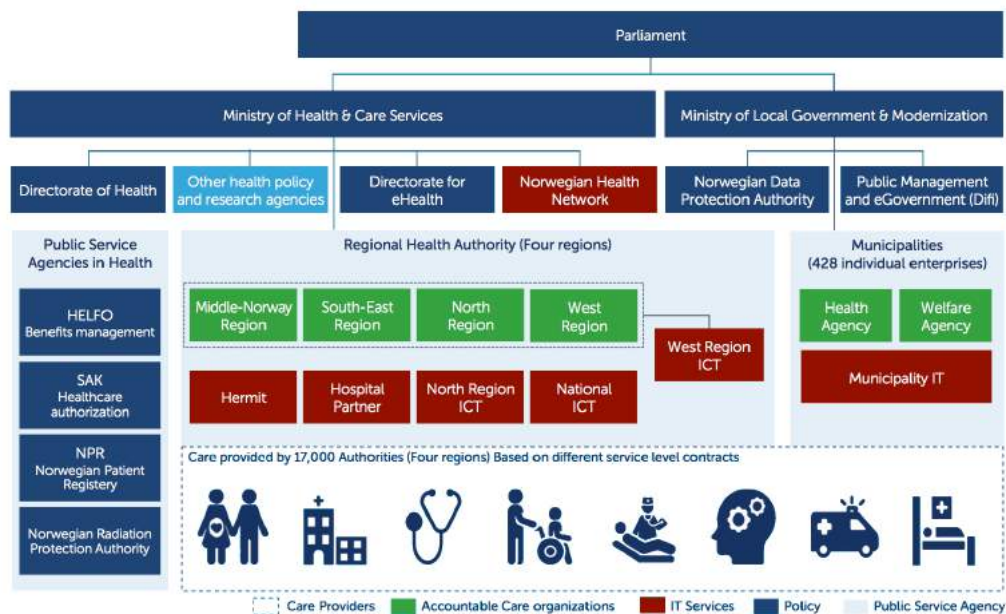 Parliament
Ministry of Health & Care Services
Ministry of Local Government & Modernization
Directorate of Health
Other health policy
and research agencies
Directorate for
eHealth
Norwegian Health
Network
Norwegian Data
Protection Authority
Public Management
and eGovernment (Difi)
Public Service
Agencies in Health
HELFO
Benefits management
SAK
Healthcare
authorization
NPR
Norwegian Patient
Registery
Norwegian Radiation
Protection Authority
Regional Health Authority (Four regions)
Middle-Norway
Region
South-East
Region
North
Region
West
Region
West Region
ICT
Hermit
Hospital
Partner
North Region
ICT
National
ICT
Municipalities
(428 individual enterprises)
Health
Agency
Welfare
Agency
Municipality IT
Care provided by 17,000 Authorities (Four regions) Based on different service level contracts
Care Providers
Accountable Care organizations
IT Services
Policy
Public Service Agency